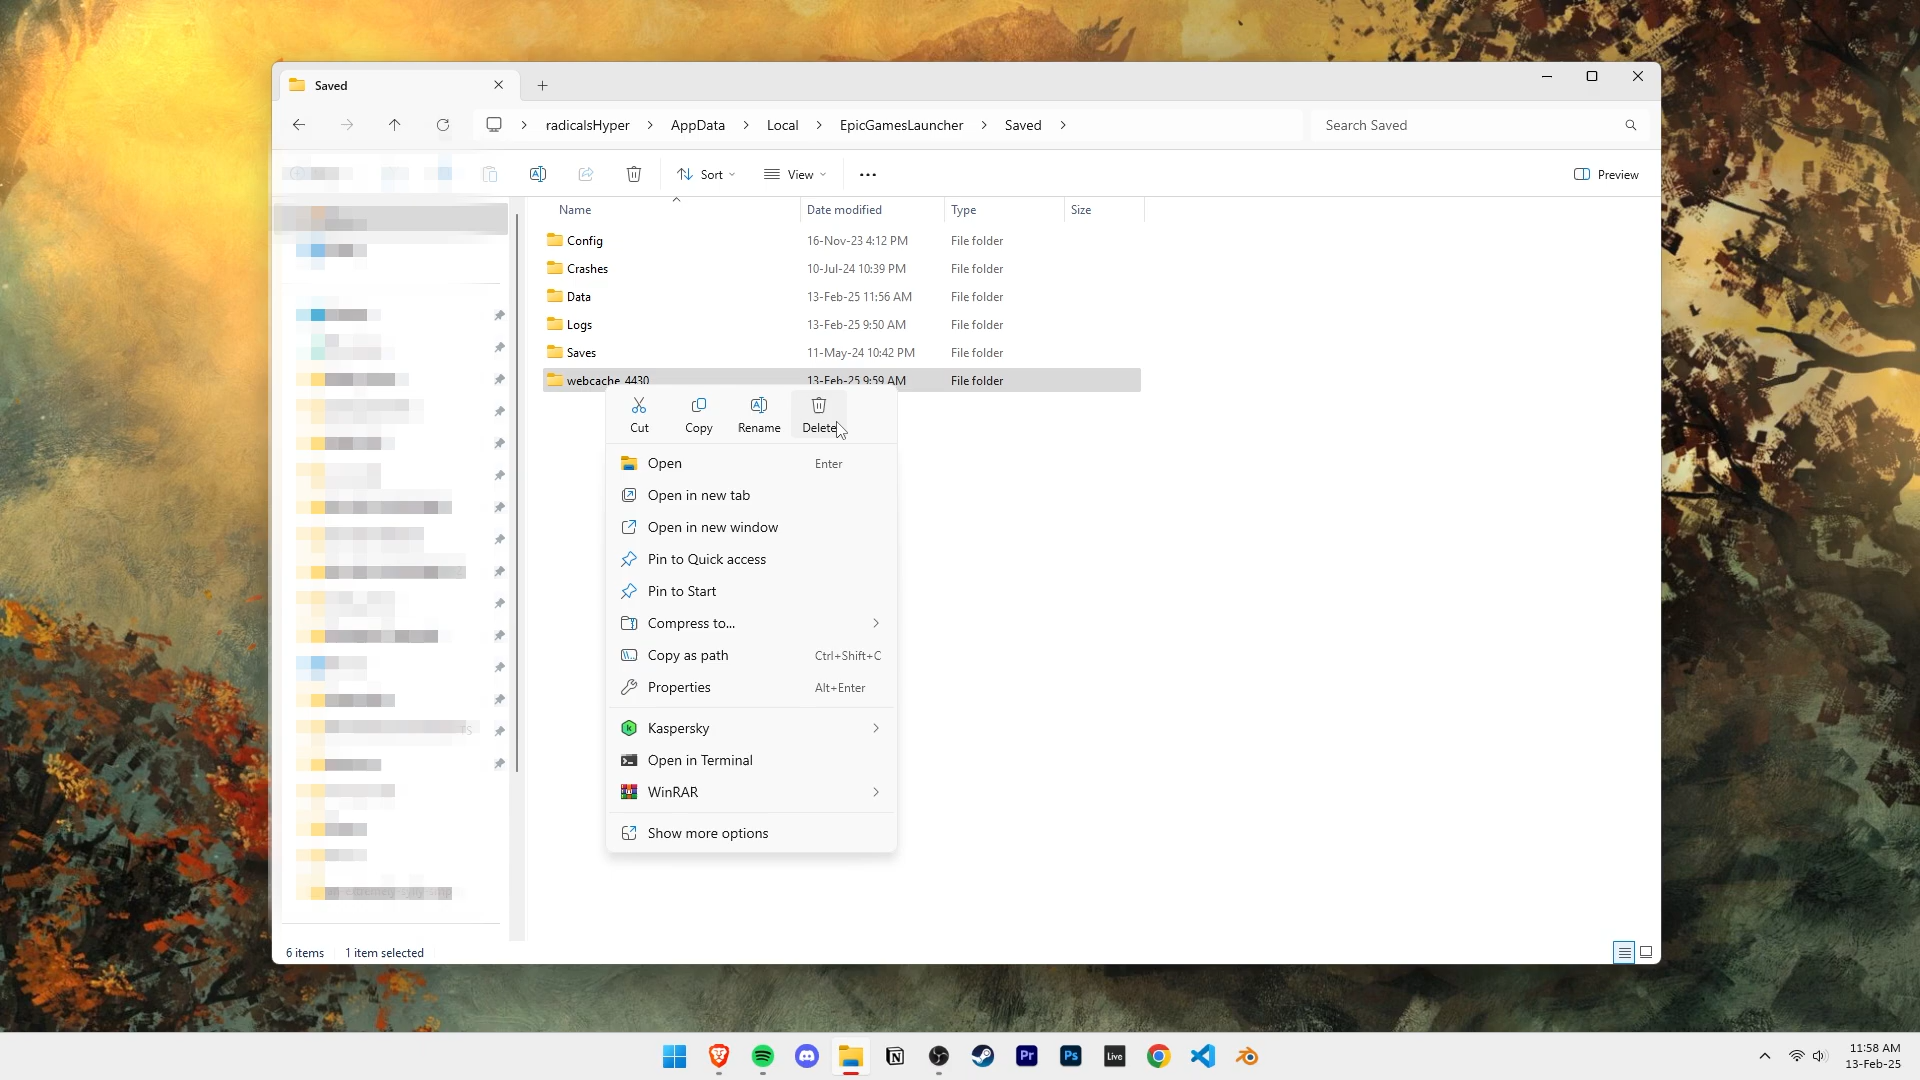 Saved
radicalsHyper > AppData > Local > EpicGamesLauncher > Saved >
Search Saved
Sort
View
Preview
Name Date modified Type Size
Config 16-Nov-23 4:12 PM File folder
Crashes 10-Jul-24 10:39 PM File folder
Data 13-Feb-25 11:56 AM File folder
Logs 13-Feb-25 9:50 AM File folder
Saves 11-May-24 10:42 PM File folder
webcache_4430 13-Feb-25 9:59 AM File folder
Cut Copy Rename Delete
Open Enter
Open in new tab
Open in new window
Pin to Quick access
Pin to Start
Compress to...
Copy as path Ctrl+Shift+C
Properties Alt+Enter
Kaspersky
Open in Terminal
WinRAR
Show more options
6 items 1 item selected
Pr Ps Live
11:58 AM
13-Feb-25